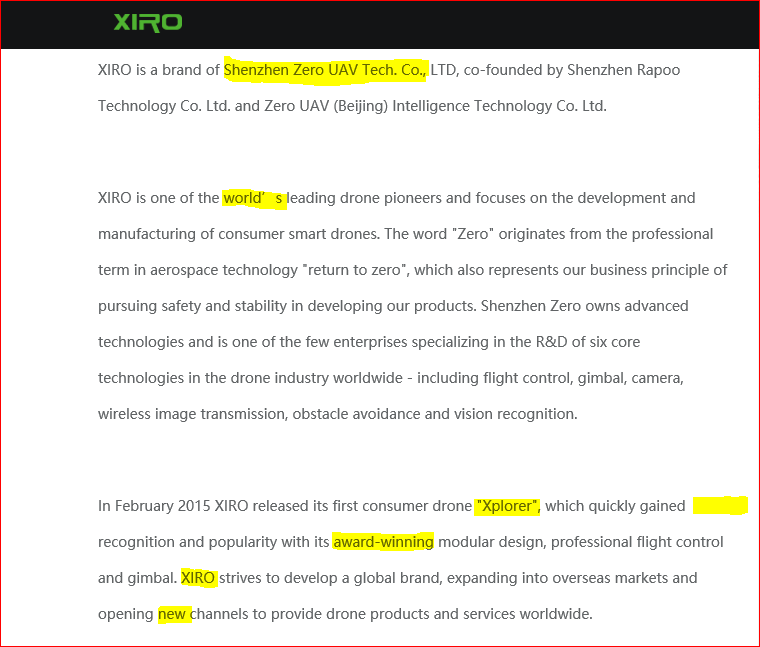 XIRO
XIRO is a brand of Shenzhen Zero UAV Tech. Co., LTD, co-founded by Shenzhen Rapoo
Technology Co. Ltd. and Zero UAV (Beijing) Intelligence Technology Co. Ltd.
XIRO is one of the world’s leading drone pioneers and focuses on the development and
manufacturing of consumer smart drones. The word "Zero" originates from the professional
term in aerospace technology "return to zero", which also represents our business principle of
pursuing safety and stability in developing our products. Shenzhen Zero owns advanced
technologies and is one of the few enterprises specializing in the R&D of six core
technologies in the drone industry worldwide - including flight control, gimbal, camera,
wireless image transmission, obstacle avoidance and vision recognition.
In February 2015 XIRO released its first consumer drone "Xplorer", which quickly gained
recognition and popularity with its award-winning modular design, professional flight control
and gimbal. XIRO strives to develop a global brand, expanding into overseas markets and
opening new channels to provide drone products and services worldwide.